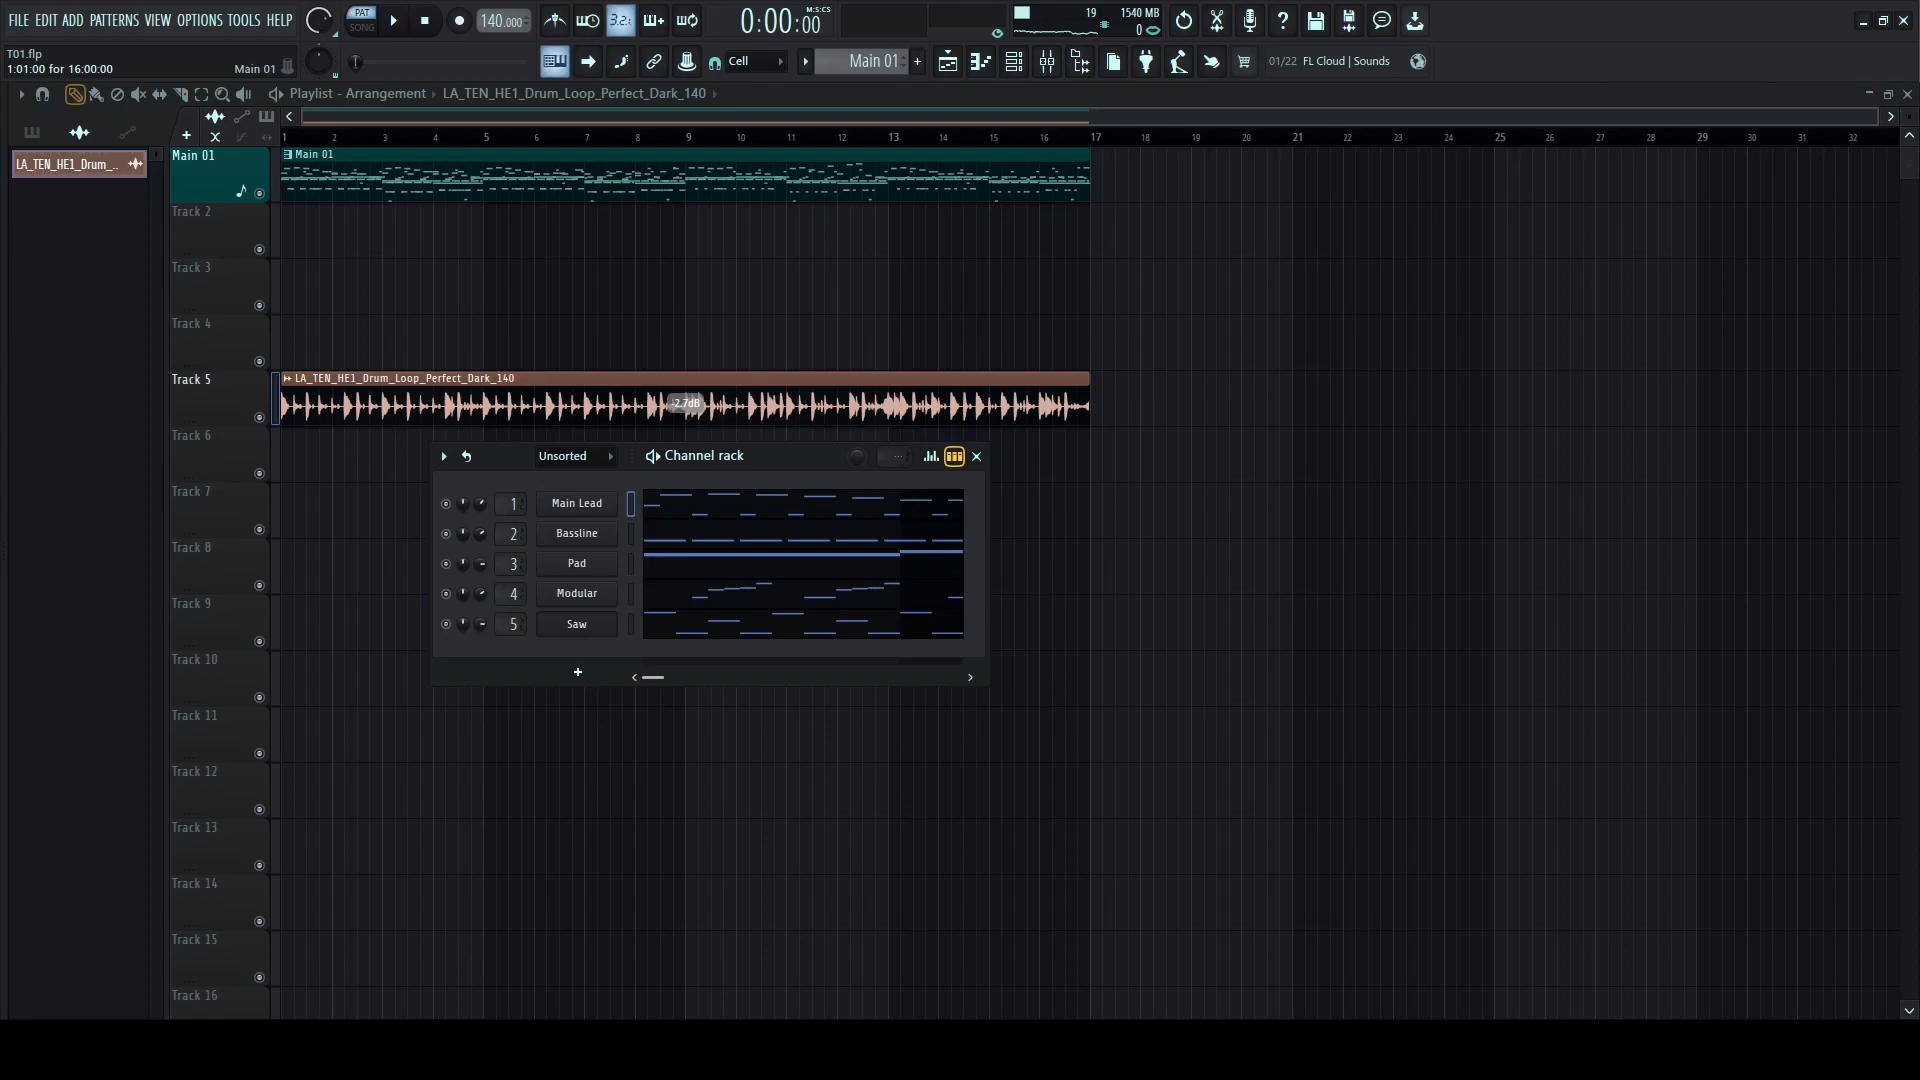 FILE EDIT ADD PATTERNS VIEW OPTIONS TOOLS HELP
PAT
SONG
140.000
3.2.
0:00:00
M:S:CS
19
1540 MB
0
T01.flp
1:01:00 for 16:00:00
Main 01
Cell
Main 01
01/22 FL Cloud | Sounds
Playlist - Arrangement
LA_TEN_HE1_Drum_Loop_Perfect_Dark_140
1 2 3 4 5 6 7 8 9 10 11 12 13 14 15 16 17 18 19 20 21 22 23 24 25 26 27 28 29 30 31 32
LA_TEN_HE1_Drum_..
Main 01
Main 01
Track 2
Track 3
Track 4
Track 5
LA_TEN_HE1_Drum_Loop_Perfect_Dark_140
-2.7dB
Track 6
Track 7
Track 8
Track 9
Track 10
Track 11
Track 12
Track 13
Track 14
Track 15
Track 16
Unsorted
Channel rack
1 Main Lead
2 Bassline
3 Pad
4 Modular
5 Saw